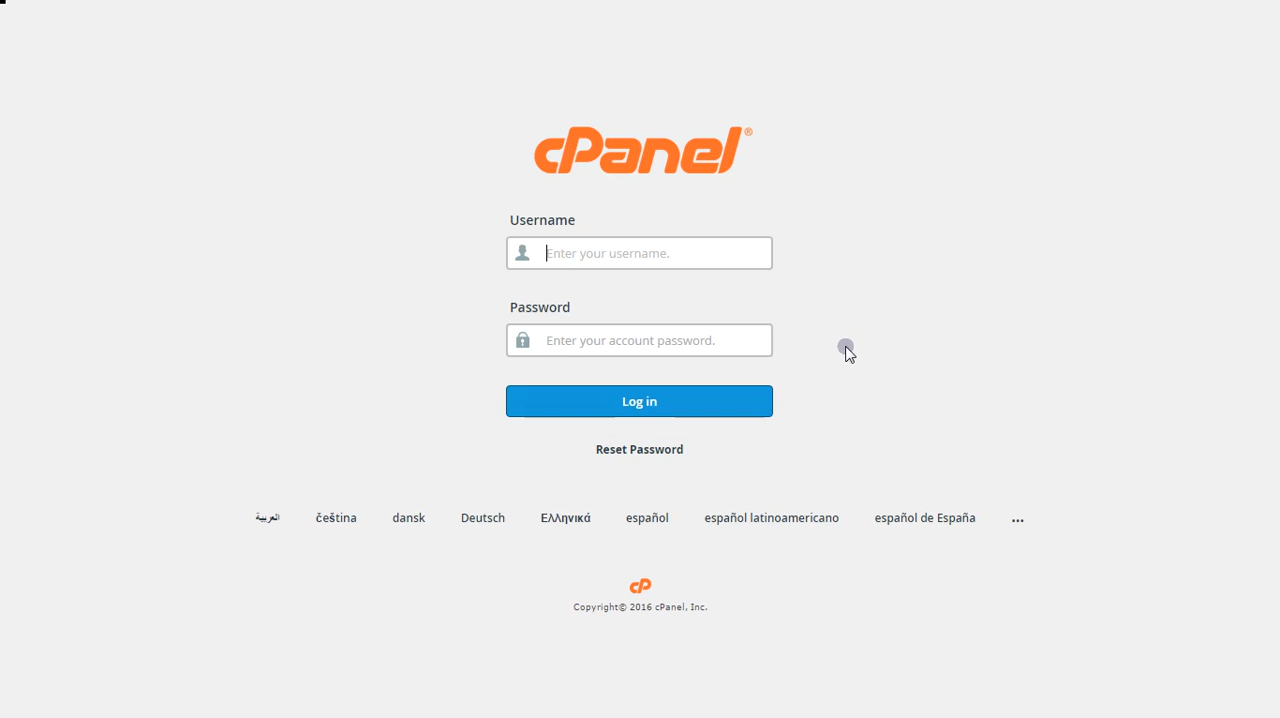 cPanel®
Username
Enter your username.
Password
Enter your account password.
Log in
Reset Password
العربية čeština dansk Deutsch Ελληνικά español español latinoamericano español de España ...
cP
Copyright© 2016 cPanel, Inc.